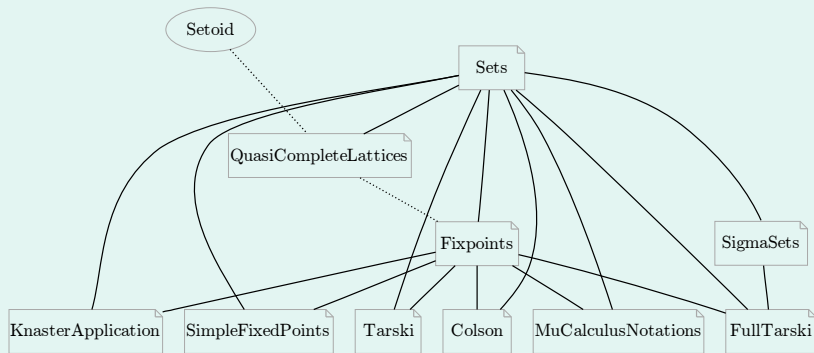 Setoid
Sets
QuasiCompleteLattices
Fixpoints
SigmaSets
KnasterApplication
SimpleFixedPoints
Tarski
Colson
MuCalculusNotations
FullTarski